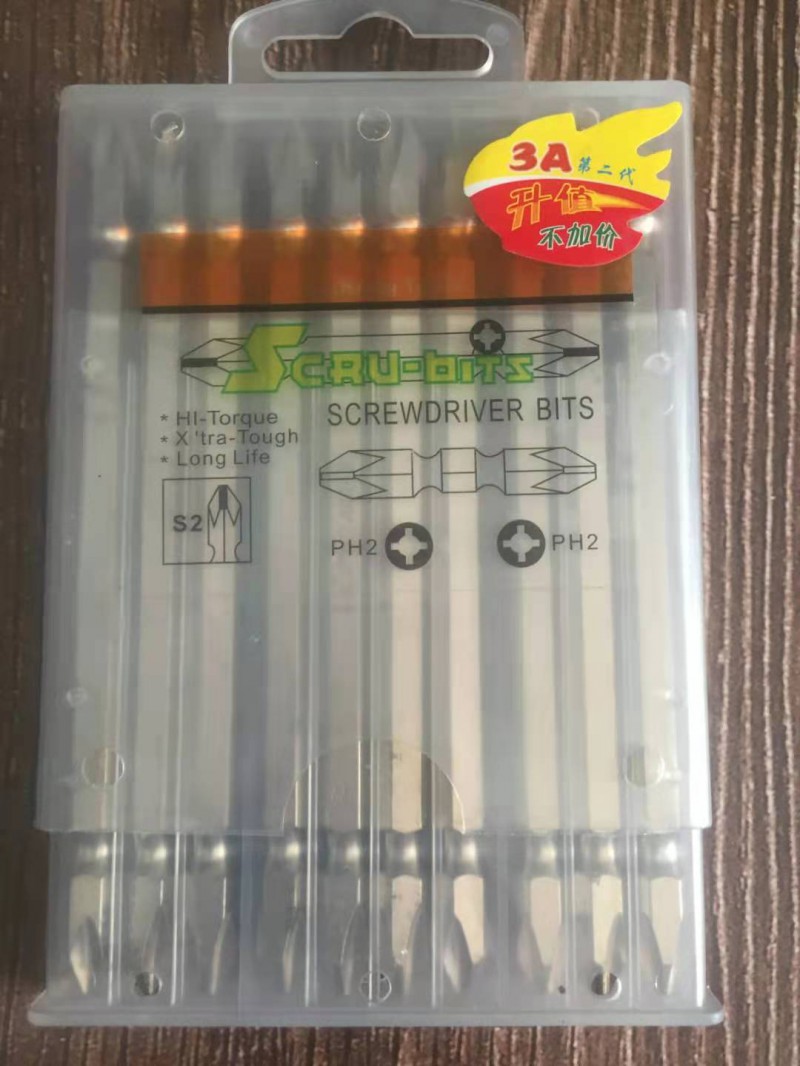 3A 第二代
升值
不加价
SCRU-BITS
SCREWDRIVER BITS
* HI-Torque
* X'tra-Tough
* Long Life
S2
PH2
PH2